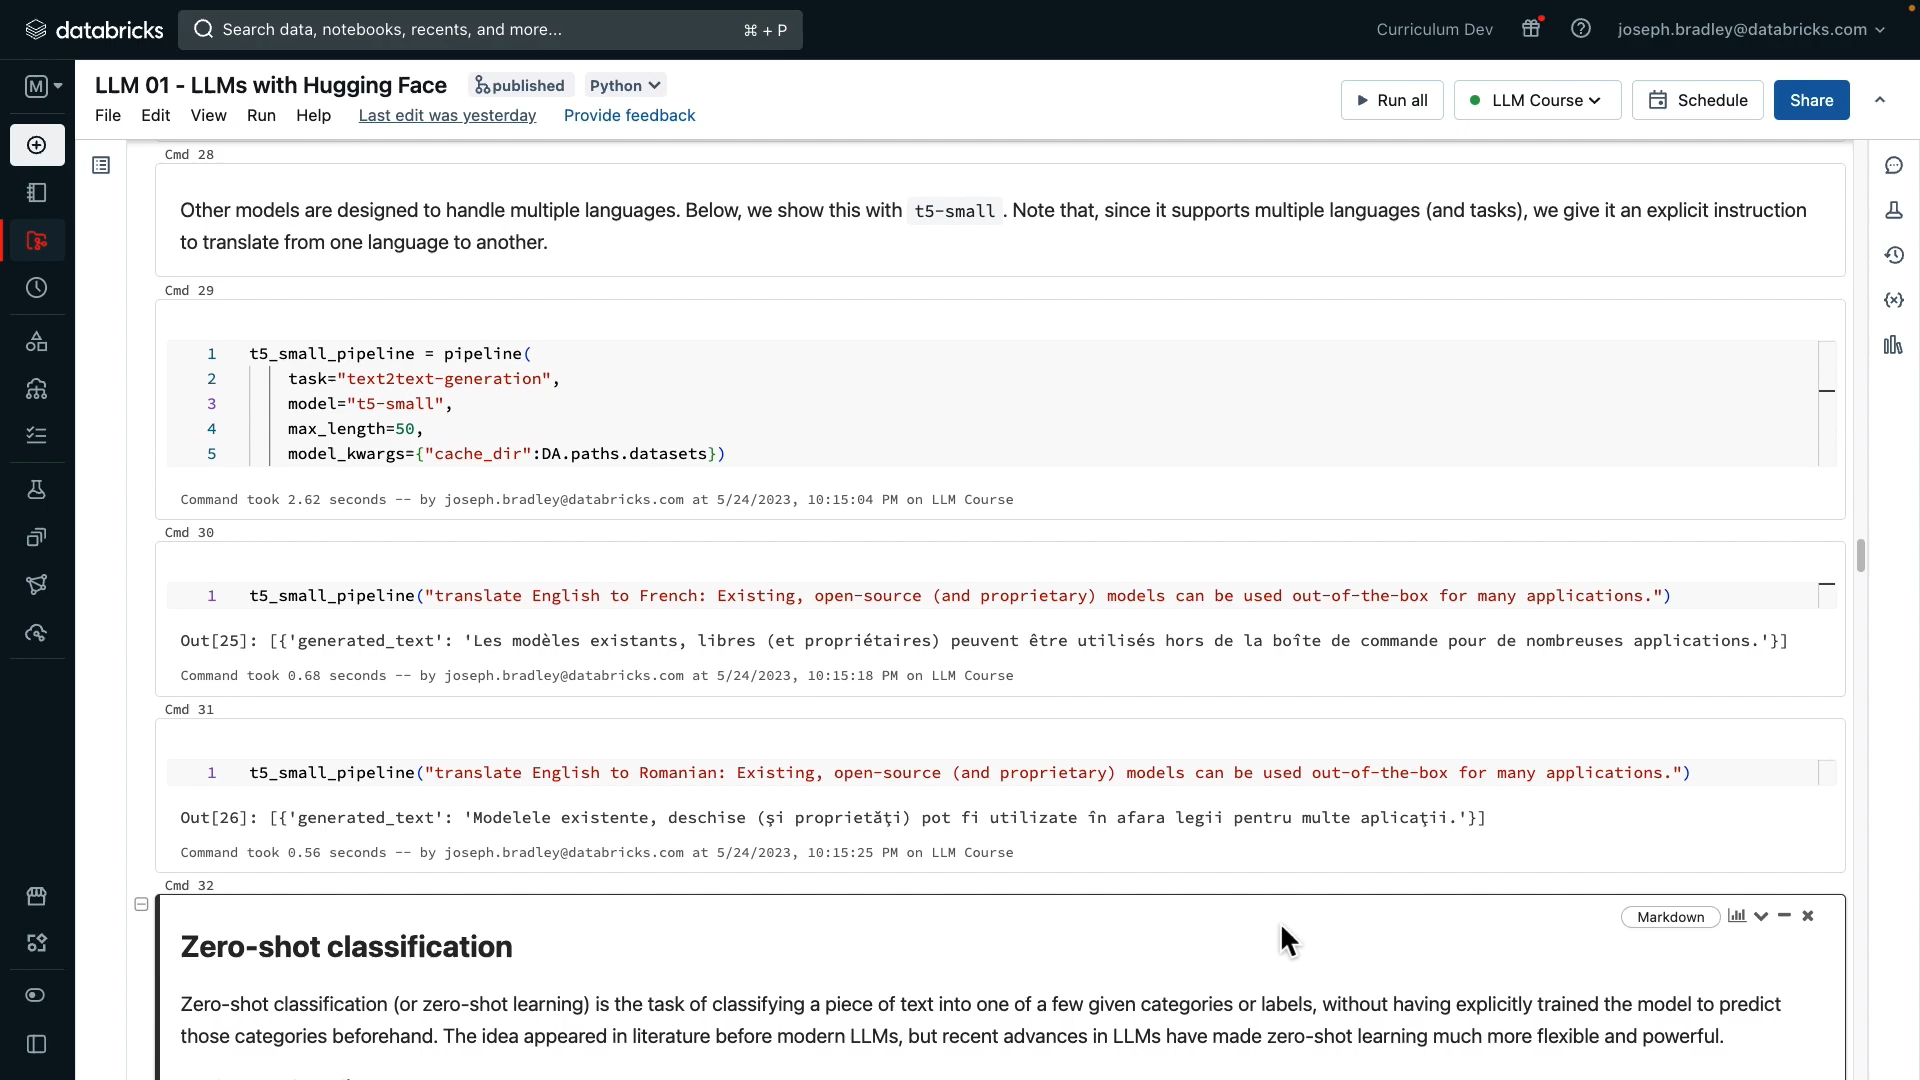 databricks
Search data, notebooks, recents, and more...
⌘ + P
Curriculum Dev
joseph.bradley@databricks.com
M
LLM 01 - LLMs with Hugging Face
published
Python
File Edit View Run Help Last edit was yesterday Provide feedback
Run all
LLM Course
Schedule
Share
Cmd 28
Other models are designed to handle multiple languages. Below, we show this with t5-small . Note that, since it supports multiple languages (and tasks), we give it an explicit instruction
to translate from one language to another.
Cmd 29
1 t5_small_pipeline = pipeline(
2 task="text2text-generation",
3 model="t5-small",
4 max_length=50,
5 model_kwargs={"cache_dir":DA.paths.datasets})
Command took 2.62 seconds -- by joseph.bradley@databricks.com at 5/24/2023, 10:15:04 PM on LLM Course
Cmd 30
1 t5_small_pipeline("translate English to French: Existing, open-source (and proprietary) models can be used out-of-the-box for many applications.")
Out[25]: [{'generated_text': 'Les modèles existants, libres (et propriétaires) peuvent être utilisés hors de la boîte de commande pour de nombreuses applications.'}]
Command took 0.68 seconds -- by joseph.bradley@databricks.com at 5/24/2023, 10:15:18 PM on LLM Course
Cmd 31
1 t5_small_pipeline("translate English to Romanian: Existing, open-source (and proprietary) models can be used out-of-the-box for many applications.")
Out[26]: [{'generated_text': 'Modelele existente, deschise (şi proprietăţi) pot fi utilizate în afara legii pentru multe aplicaţii.'}]
Command took 0.56 seconds -- by joseph.bradley@databricks.com at 5/24/2023, 10:15:25 PM on LLM Course
Cmd 32
Markdown
Zero-shot classification
Zero-shot classification (or zero-shot learning) is the task of classifying a piece of text into one of a few given categories or labels, without having explicitly trained the model to predict
those categories beforehand. The idea appeared in literature before modern LLMs, but recent advances in LLMs have made zero-shot learning much more flexible and powerful.